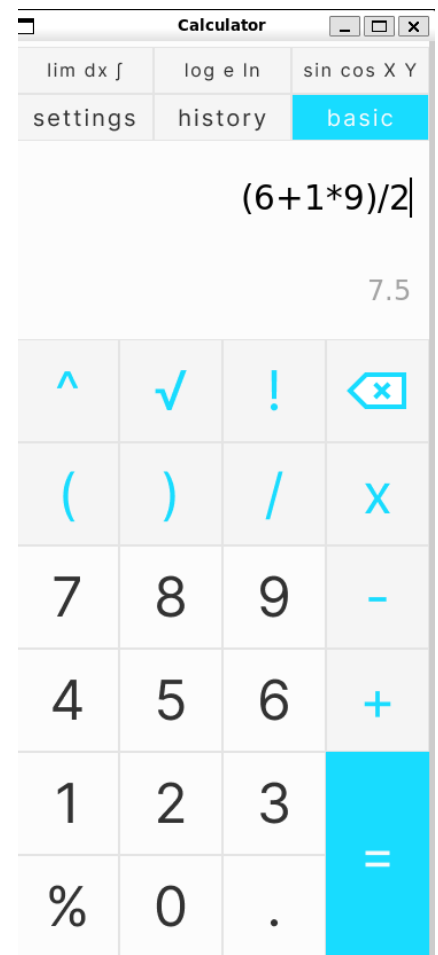 Calculator
lim dx ∫ log e ln sin cos X Y
settings history basic
(6+1*9)/2
7.5
^ √ !
( ) / x
7 8 9 -
4 5 6 +
1 2 3
=
% 0 .